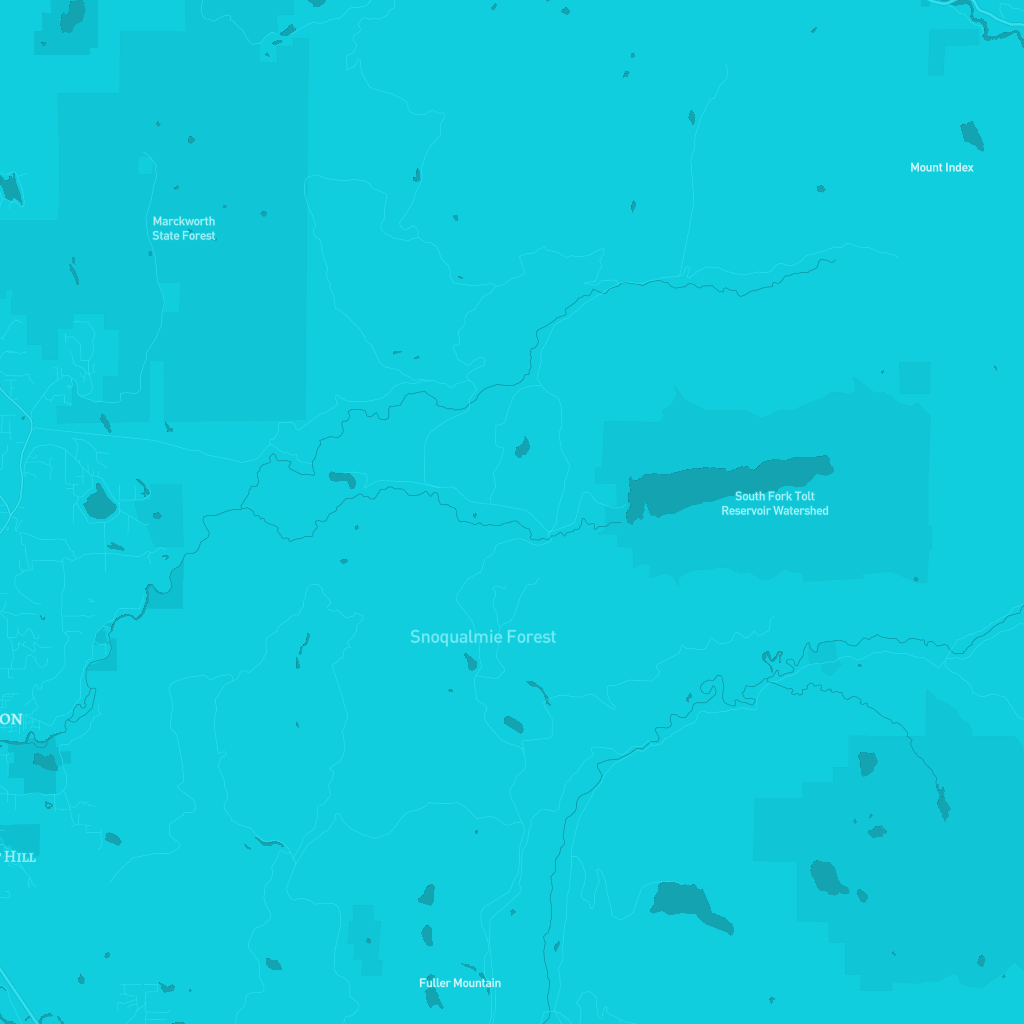 Mount Index
Marckworth
State Forest
South Fork Tolt
Reservoir Watershed
Snoqualmie Forest
ON
Hill
Fuller Mountain